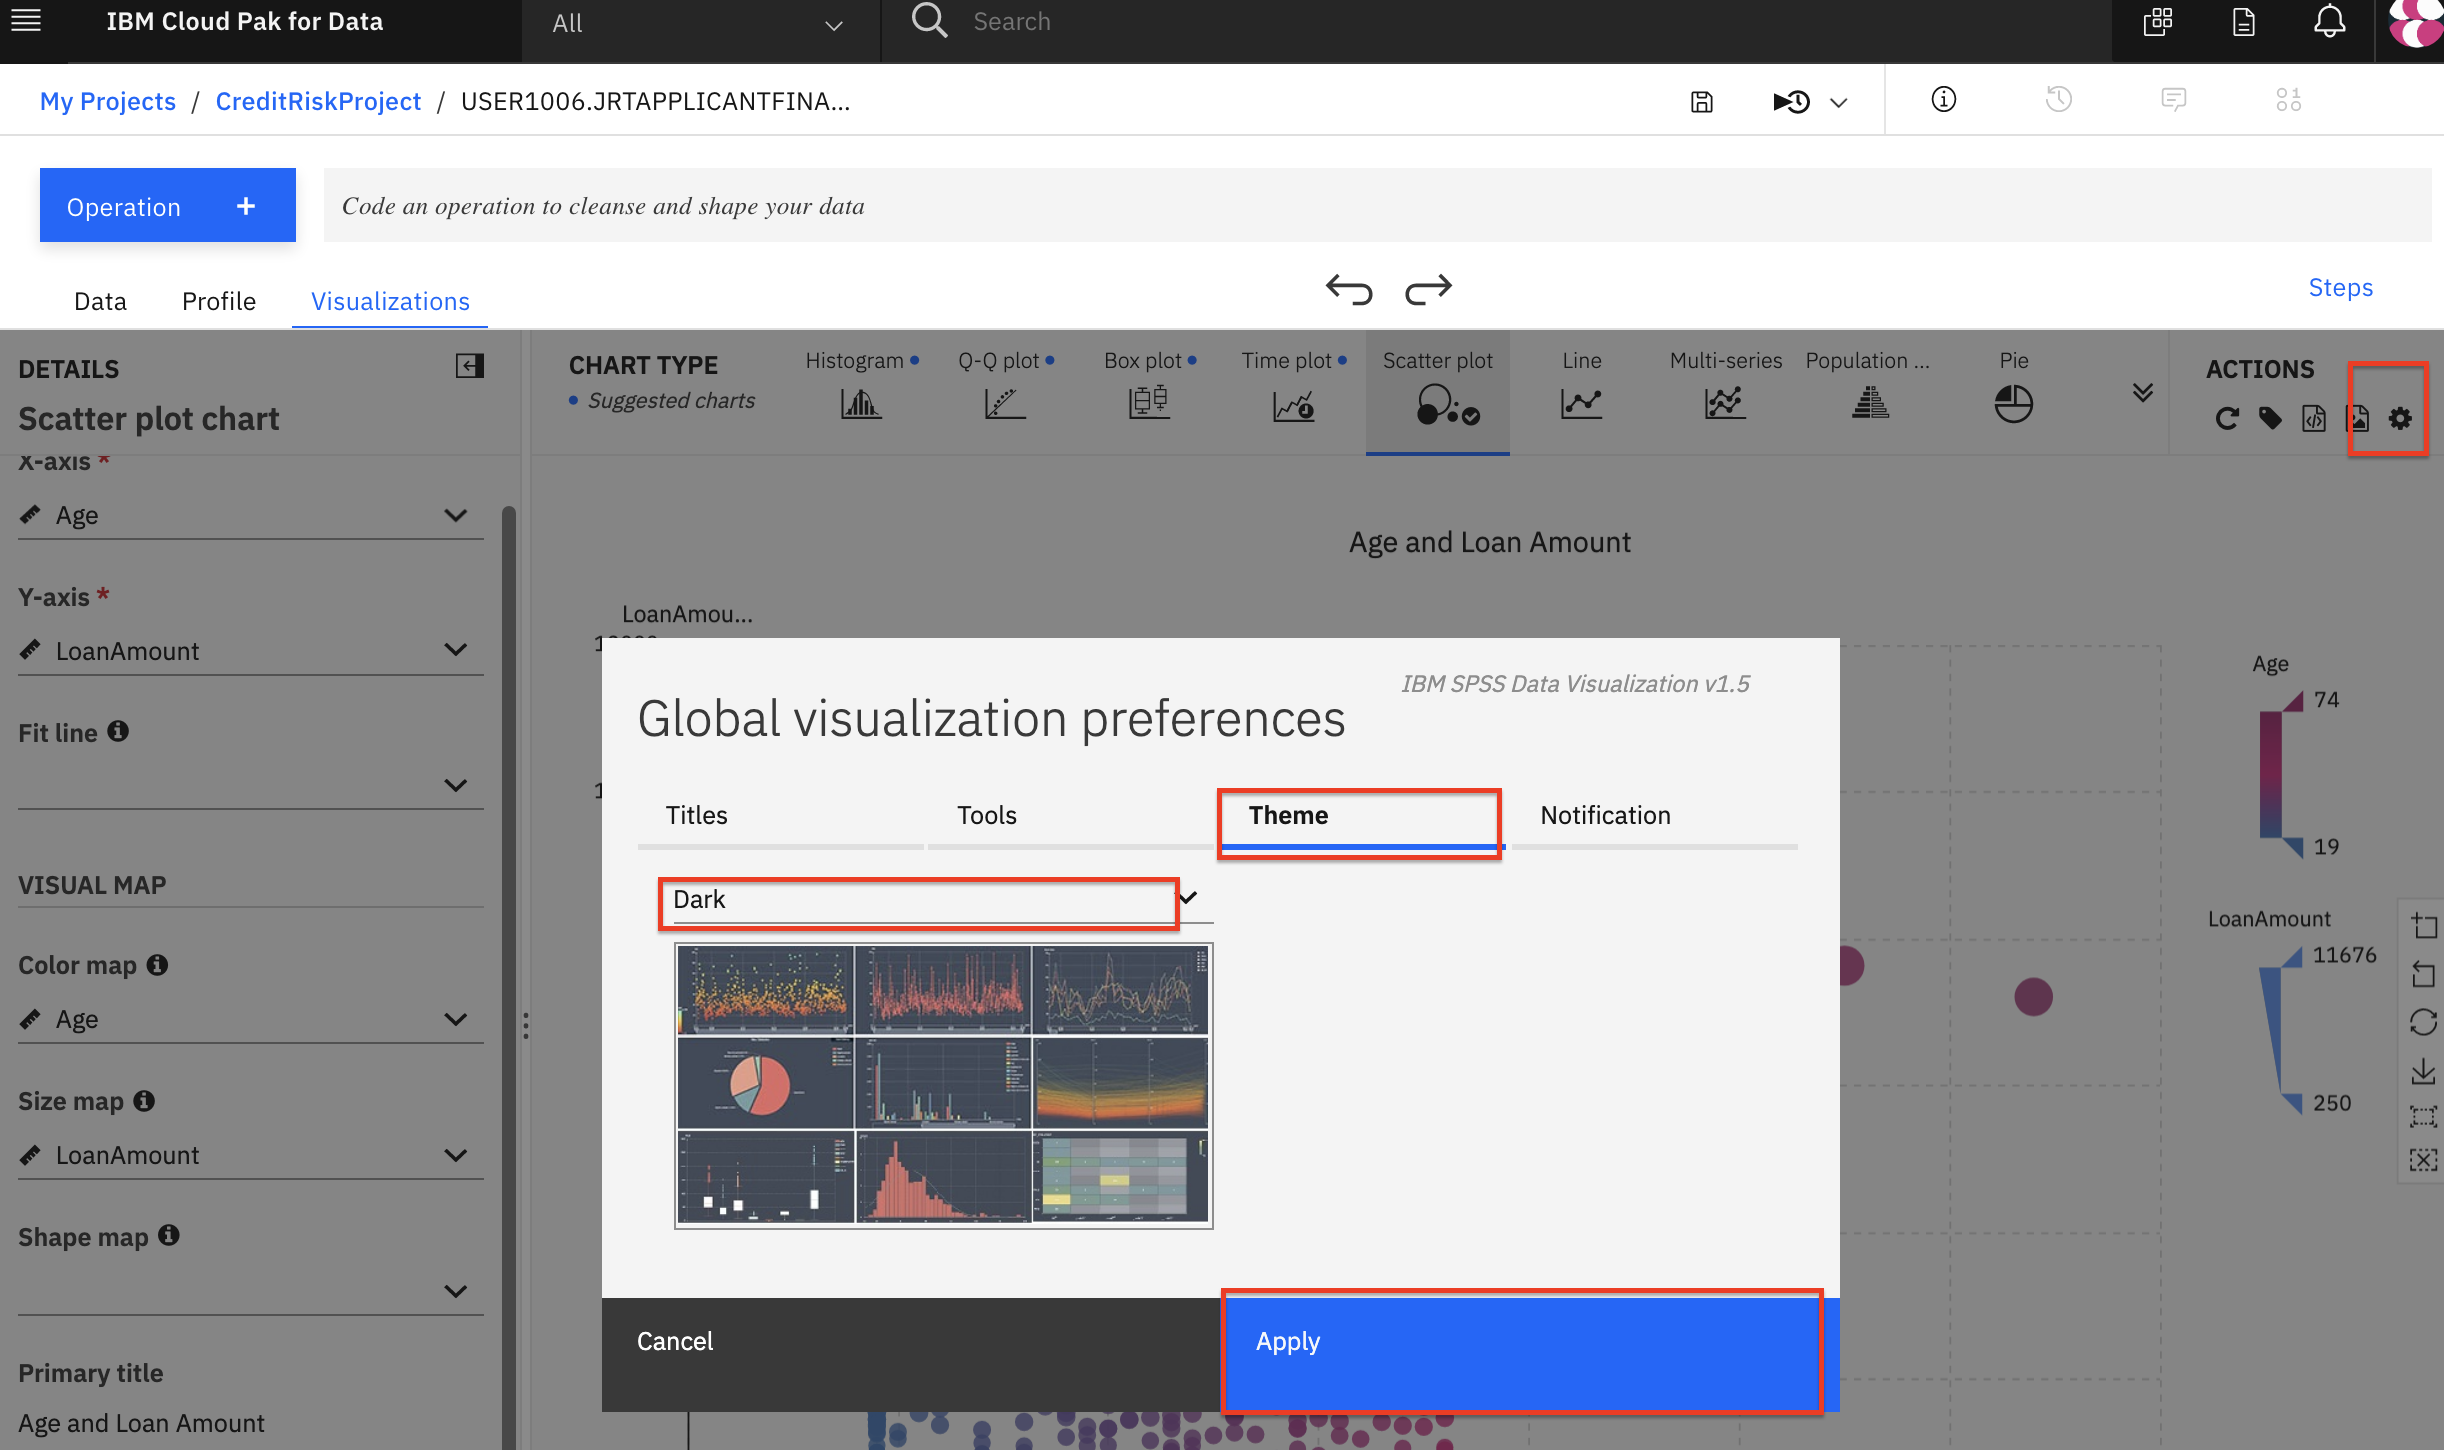 IBM Cloud Pak for Data
All
Search
My Projects / CreditRiskProject / USER1006.JRTAPPLICANTFINA...
Operation +
Code an operation to cleanse and shape your data
Data
Profile
Visualizations
Steps
DETAILS
Scatter plot chart
X-axis *
Age
Y-axis *
LoanAmount
Fit line
VISUAL MAP
Color map
Age
Size map
LoanAmount
Shape map
Primary title
Age and Loan Amount
CHART TYPE
Suggested charts
Histogram
Q-Q plot
Box plot
Time plot
Scatter plot
Line
Multi-series
Population ...
Pie
ACTIONS
Age and Loan Amount
LoanAmou...
IBM SPSS Data Visualization v1.5
Global visualization preferences
Titles
Tools
Theme
Notification
Dark
Cancel
Apply
Age
74
19
LoanAmount
11676
250